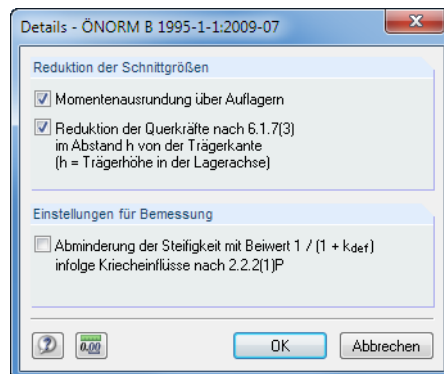 Details - ÖNORM B 1995-1-1:2009-07
Reduktion der Schnittgrößen
Momentenausrundung über Auflagern
Reduktion der Querkräfte nach 6.1.7(3)
im Abstand h von der Trägerkante
(h = Trägerhöhe in der Lagerachse)
Einstellungen für Bemessung
Abminderung der Steifigkeit mit Beiwert 1 / (1 + kdef)
infolge Kriecheinflüsse nach 2.2.2(1)P
0.00
OK
Abbrechen